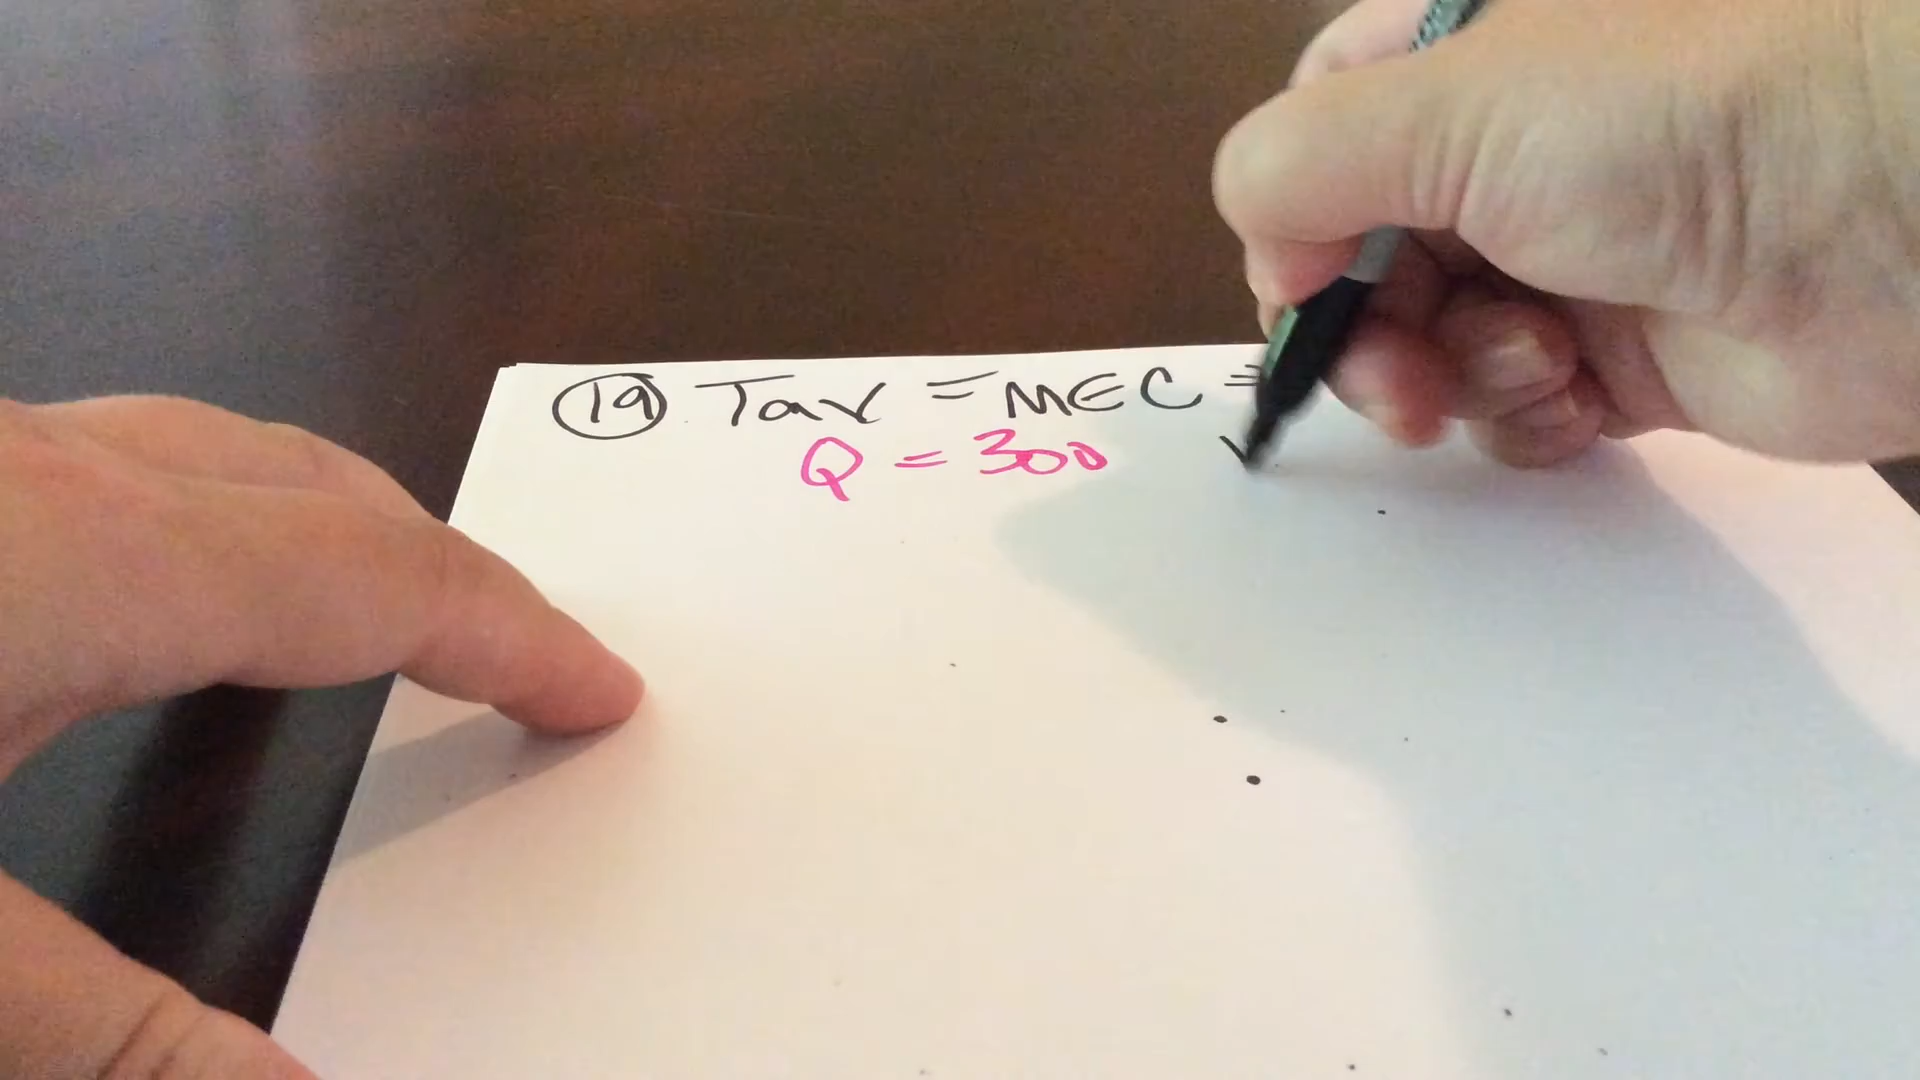 19 Tax = MEC =
Q = 300